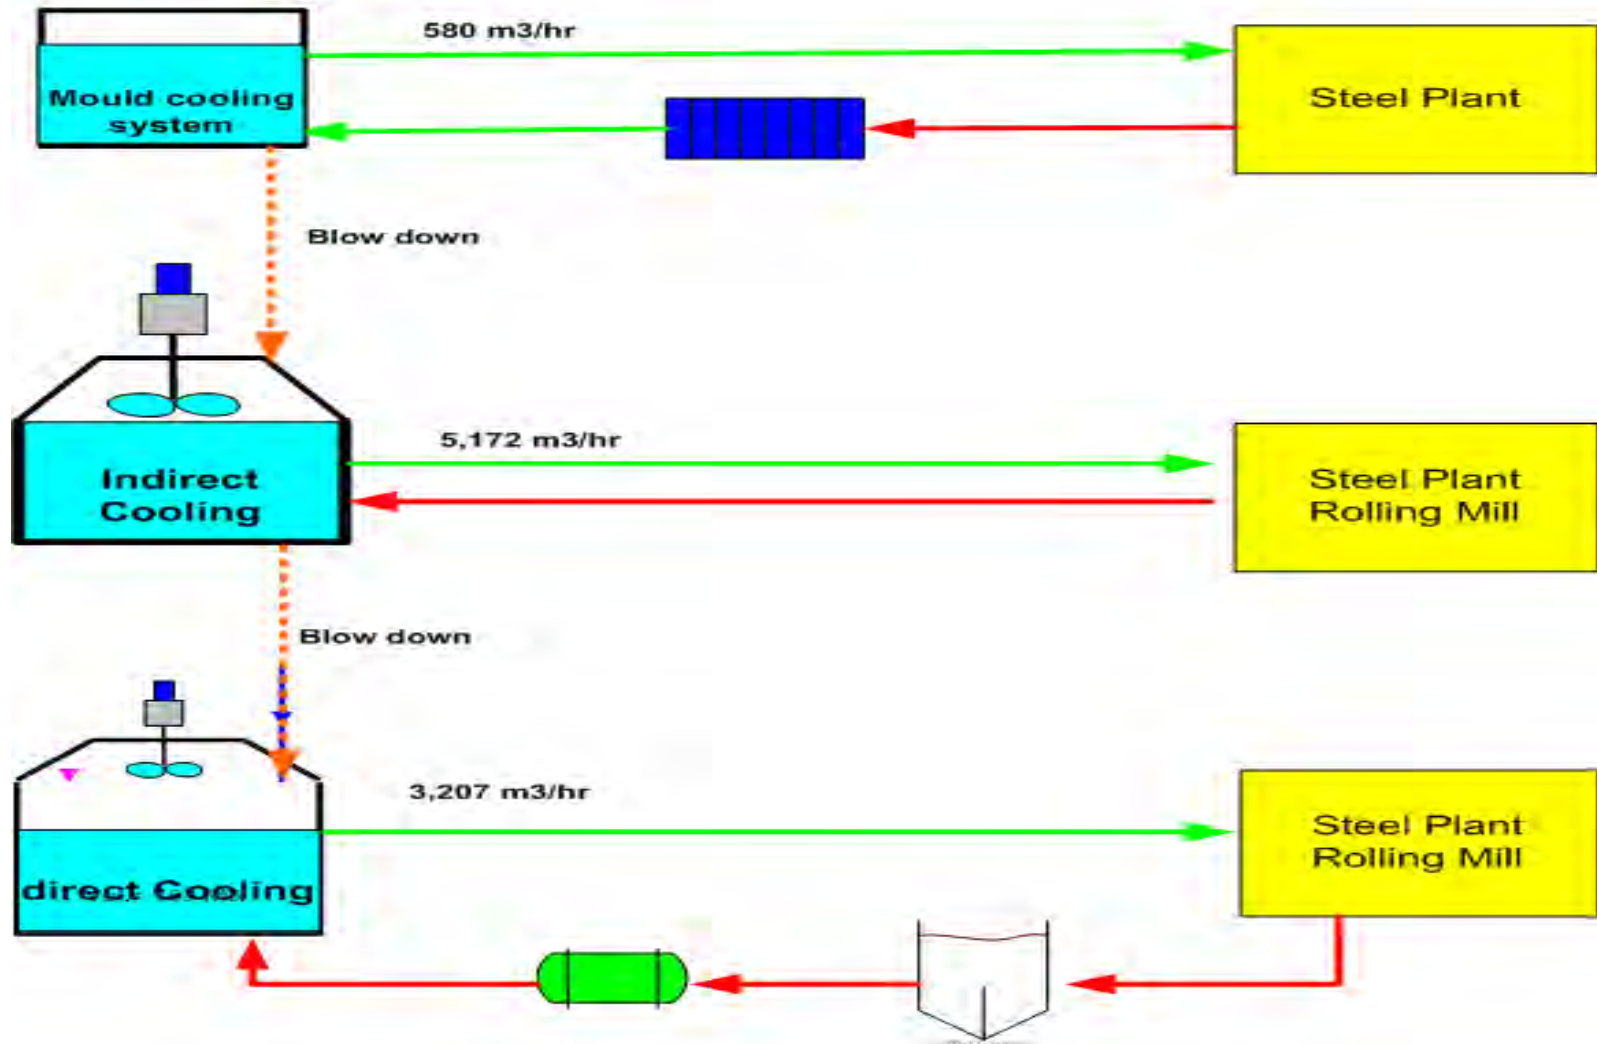 580 m3/hr
Mould cooling
system
Steel Plant
Blow down
5,172 m3/hr
Indirect
Cooling
Steel Plant
Rolling Mill
Blow down
3,207 m3/hr
direct Cooling
Steel Plant
Rolling Mill